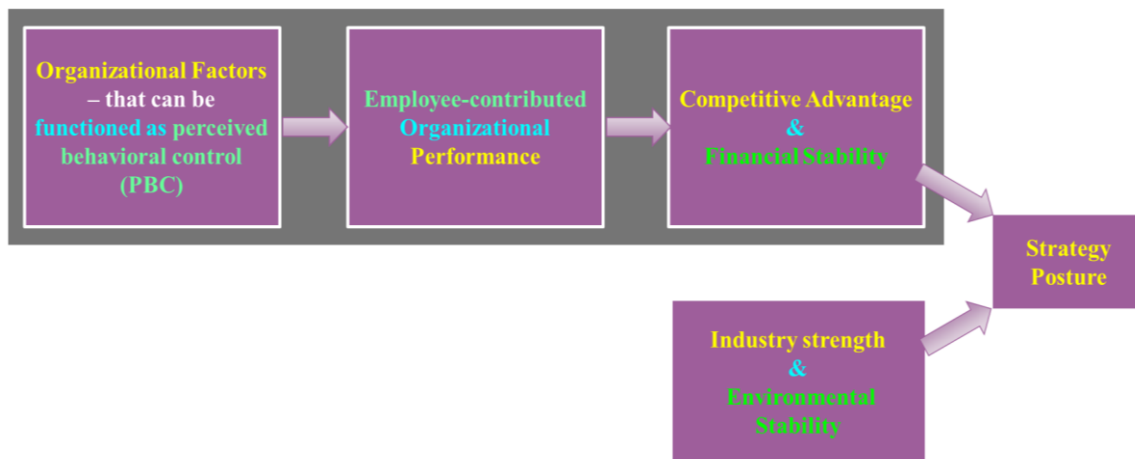 Organizational Factors
– that can be
functioned as perceived
behavioral control
(PBC)
Employee-contributed
Organizational
Performance
Competitive Advantage
&
Financial Stability
Strategy
Posture
Industry strength
&
Environmental
Stability